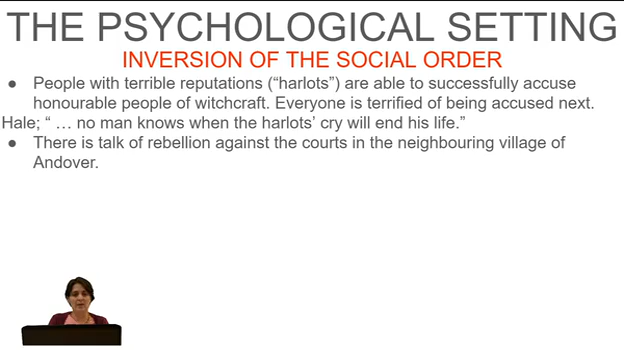 THE PSYCHOLOGICAL SETTING
INVERSION OF THE SOCIAL ORDER
● People with terrible reputations (“harlots”) are able to successfully accuse
honourable people of witchcraft. Everyone is terrified of being accused next.
Hale; “ … no man knows when the harlots’ cry will end his life.”
● There is talk of rebellion against the courts in the neighbouring village of
Andover.